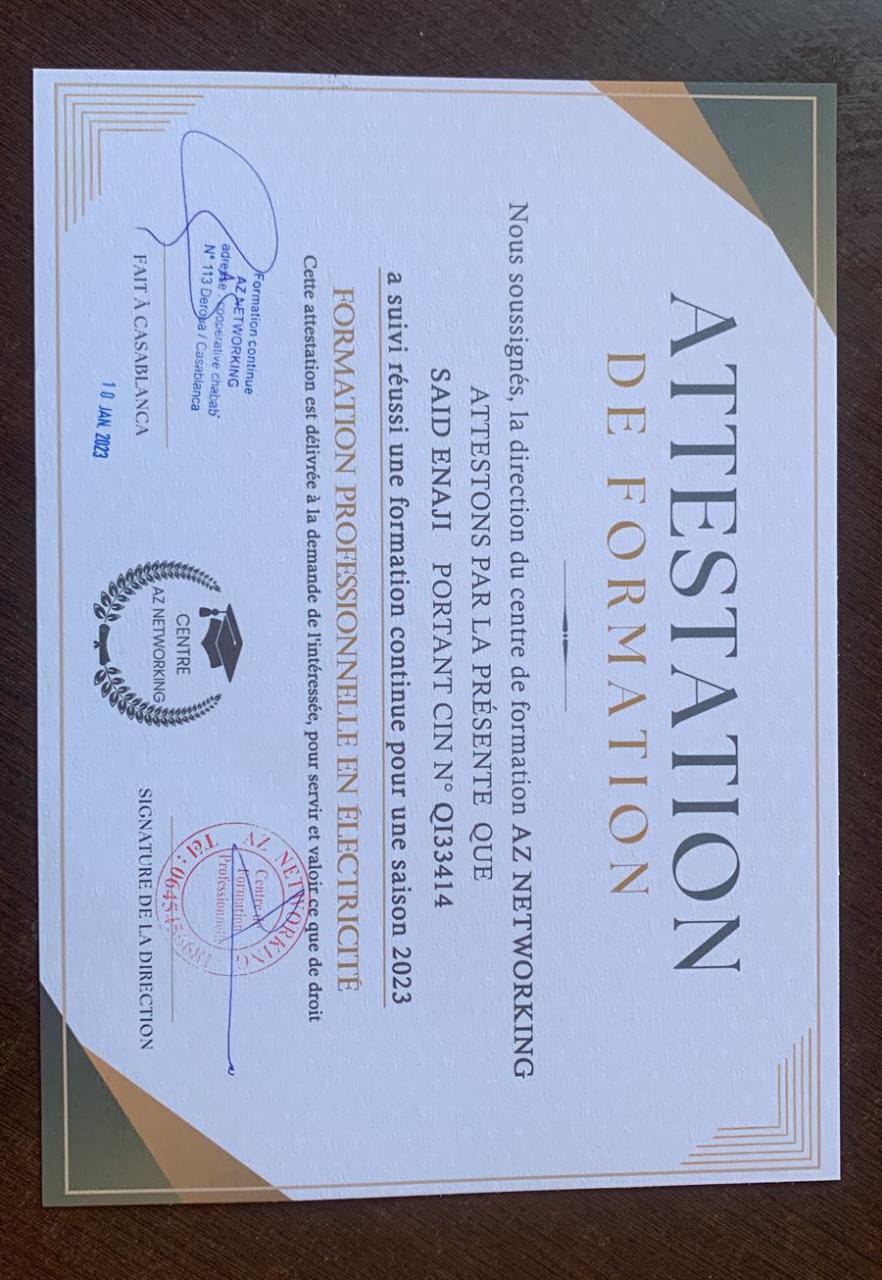 ATTESTATION
DE FORMATION
Nous soussignés, la direction du centre de formation AZ NETWORKING
ATTESTONS PAR LA PRÉSENTE QUE
SAID ENAJI PORTANT CIN N° QI33414
a suivi réussi une formation continue pour une saison 2023
FORMATION PROFESSIONNELLE EN ÉLECTRICITÉ
Cette attestation est délivrée à la demande de l'intéressée, pour servir et valoir ce que de droit
Formation continue
AZ NETWORKING
adresse : cooperative chabab
N° 113 Deroua / Casablanca
FAIT À CASABLANCA
10 JAN. 2023
CENTRE
AZ NETWORKING
AZ NETWORKING
Centre de
Formation
Tél :
SIGNATURE DE LA DIRECTION